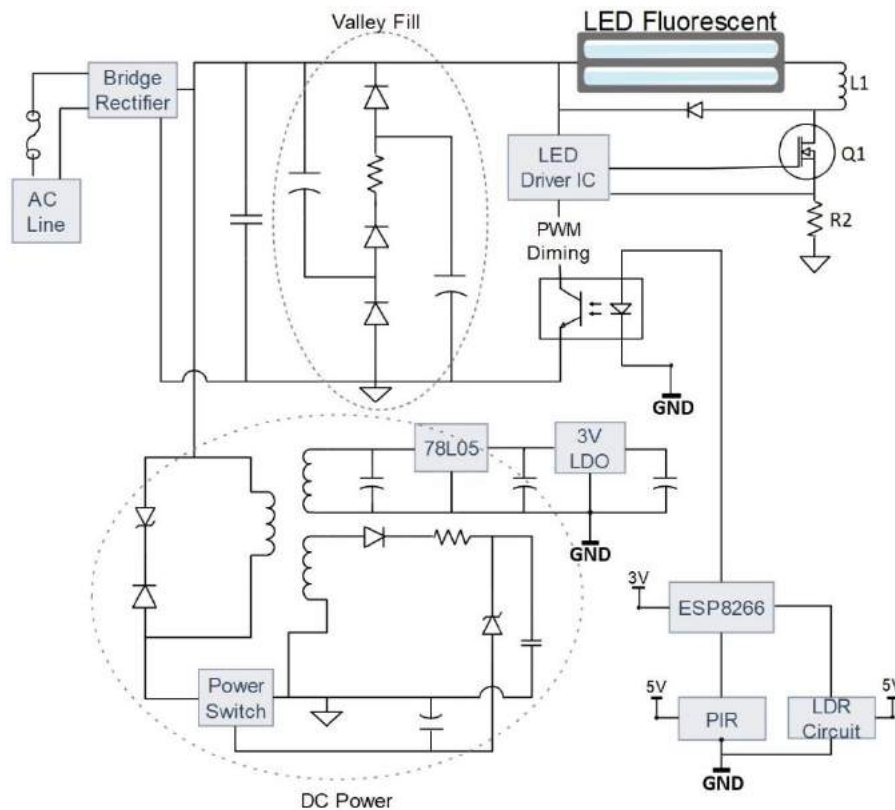 Valley Fill
LED Fluorescent
Bridge
Rectifier
L1
AC
Line
LED
Driver IC
Q1
R2
PWM
Diming
GND
78L05
3V
LDO
GND
3V
ESP8266
Power
Switch
5V
PIR
LDR
Circuit
5V
GND
DC Power